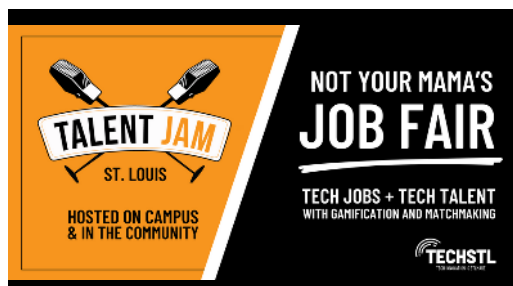 TALENT JAM
ST. LOUIS
HOSTED ON CAMPUS
& IN THE COMMUNITY
NOT YOUR MAMA'S
JOB FAIR
TECH JOBS + TECH TALENT
WITH GAMIFICATION AND MATCHMAKING
TECHSTL